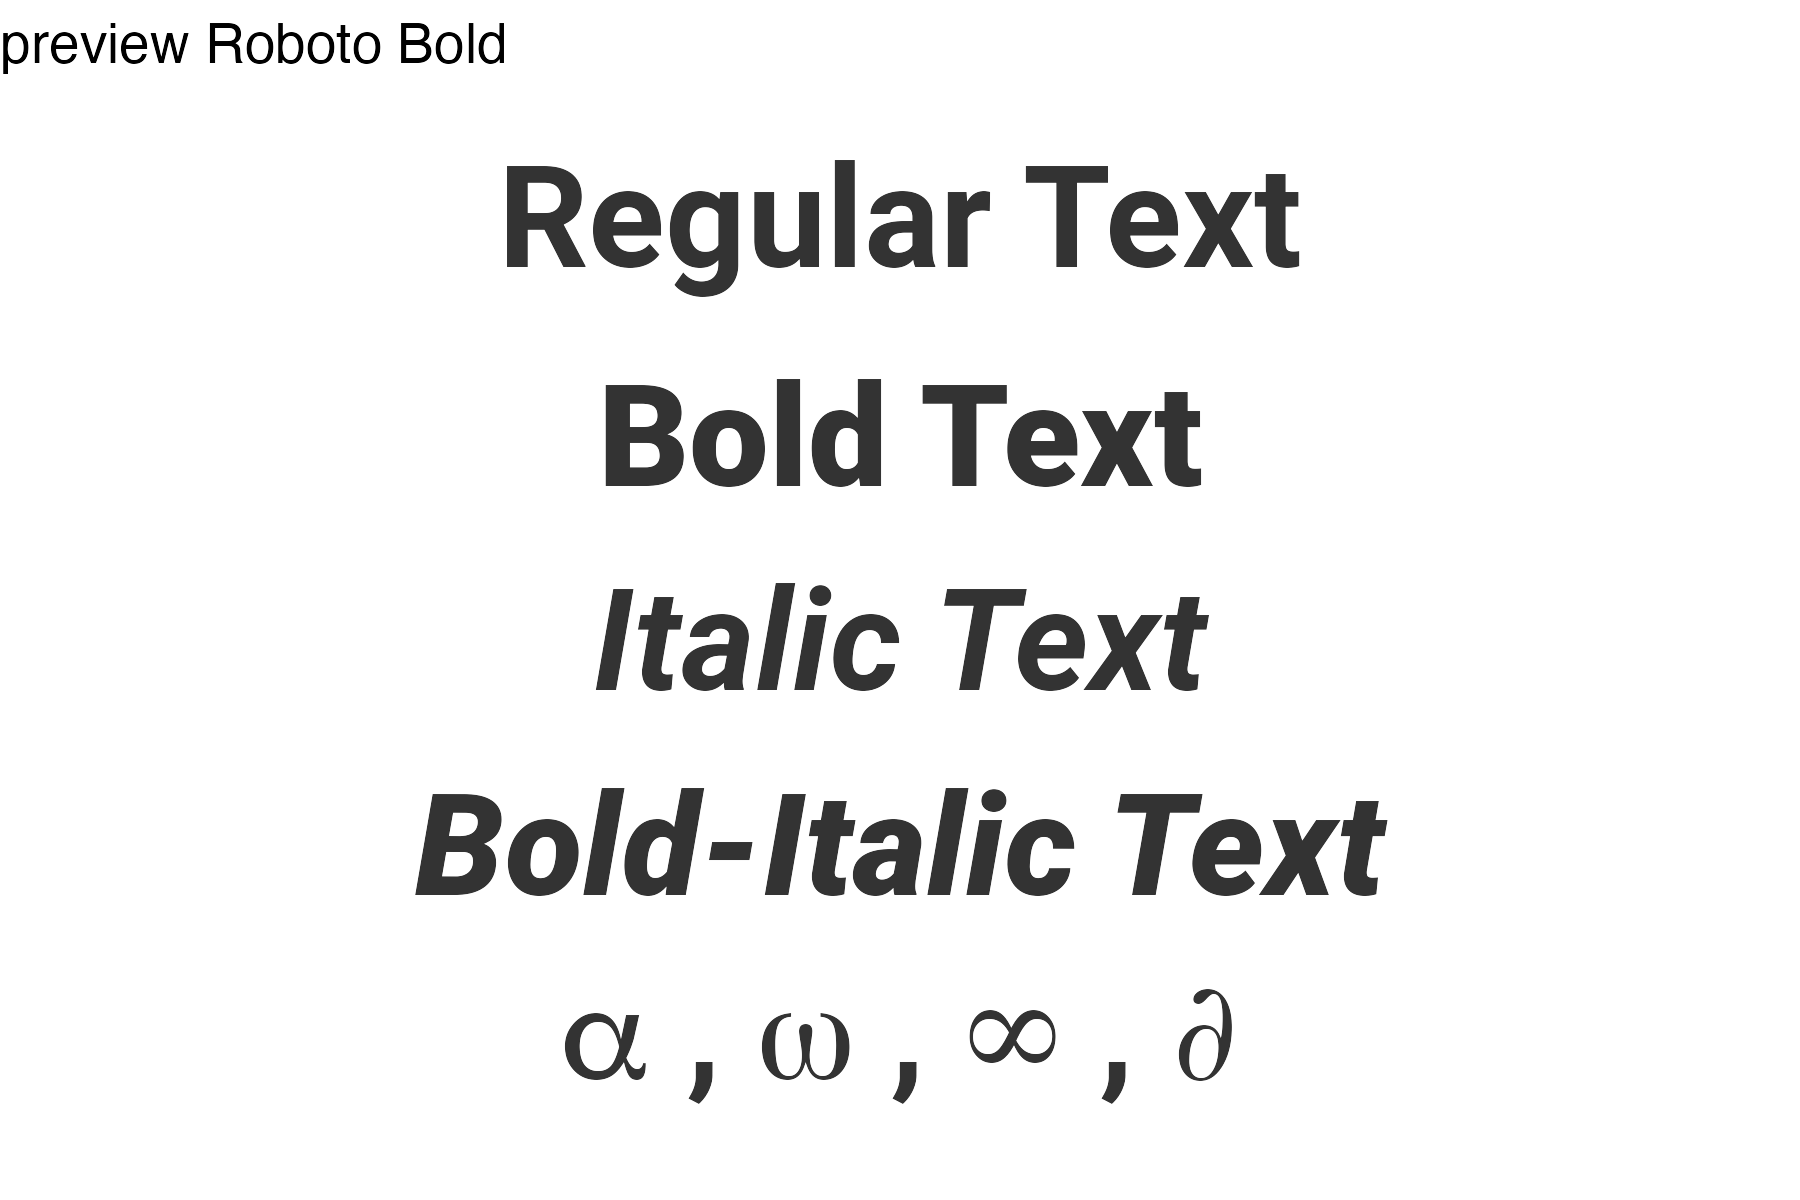 preview Roboto Bold
Regular Text
Bold Text
Italic Text
Bold-Italic Text
α , ω , ∞ , ∂